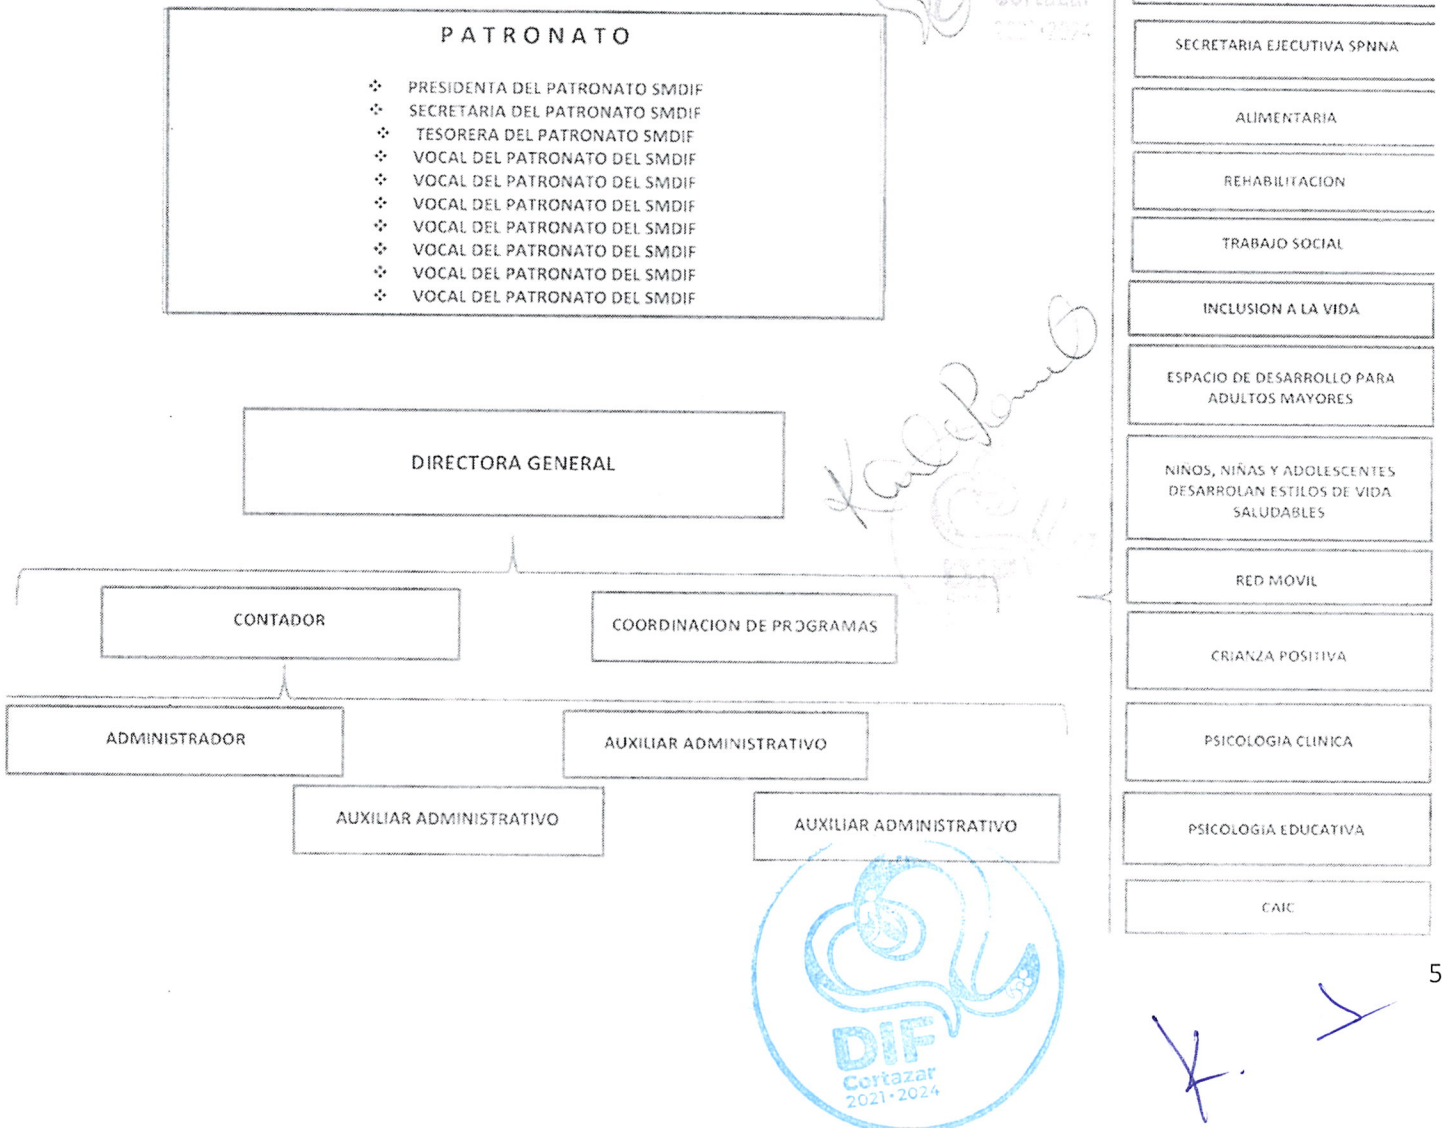 PATRONATO
❖ PRESIDENTA DEL PATRONATO SMDIF
❖ SECRETARIA DEL PATRONATO SMDIF
❖ TESORERA DEL PATRONATO SMDIF
❖ VOCAL DEL PATRONATO DEL SMDIF
❖ VOCAL DEL PATRONATO DEL SMDIF
❖ VOCAL DEL PATRONATO DEL SMDIF
❖ VOCAL DEL PATRONATO DEL SMDIF
❖ VOCAL DEL PATRONATO DEL SMDIF
❖ VOCAL DEL PATRONATO DEL SMDIF
❖ VOCAL DEL PATRONATO DEL SMDIF
DIRECTORA GENERAL
CONTADOR
COORDINACION DE PROGRAMAS
ADMINISTRADOR
AUXILIAR ADMINISTRATIVO
AUXILIAR ADMINISTRATIVO
AUXILIAR ADMINISTRATIVO
Cortazar
2021•2024
SECRETARIA EJECUTIVA SPNNA
ALIMENTARIA
REHABILITACION
TRABAJO SOCIAL
INCLUSION A LA VIDA
ESPACIO DE DESARROLLO PARA
ADULTOS MAYORES
NINOS, NIÑAS Y ADOLESCENTES
DESARROLAN ESTILOS DE VIDA
SALUDABLES
RED MOVIL
CRIANZA POSITIVA
PSICOLOGIA CLINICA
PSICOLOGIA EDUCATIVA
CAIC
DIF
Cortazar
2021•2024
5